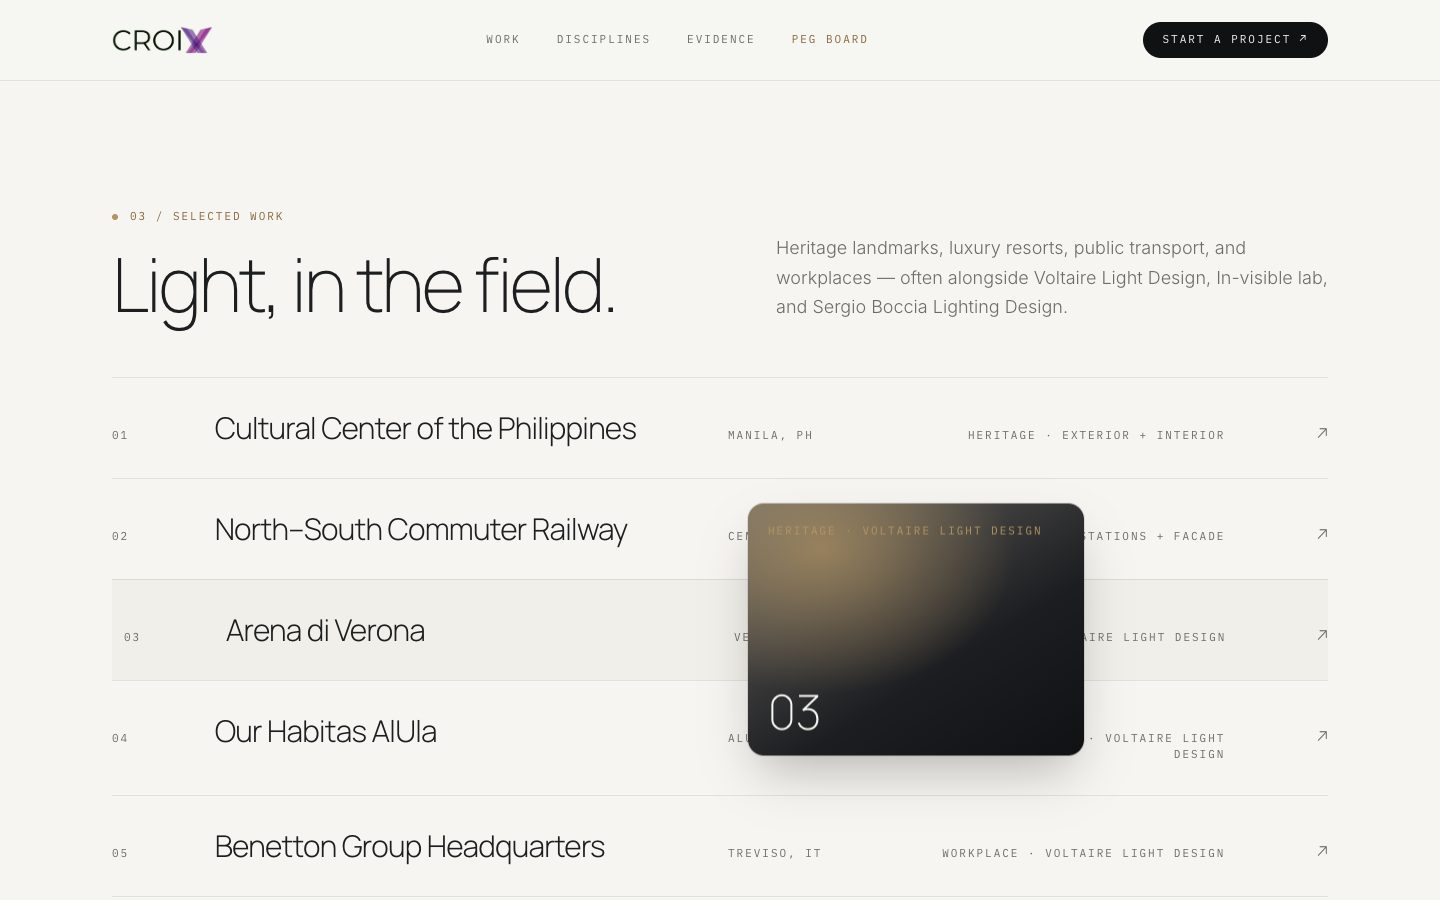 CROIX
WORK
DISCIPLINES
EVIDENCE
PEG BOARD
START A PROJECT ↗
03 / SELECTED WORK
Light, in the field.
Heritage landmarks, luxury resorts, public transport, and
workplaces — often alongside Voltaire Light Design, In-visible lab,
and Sergio Boccia Lighting Design.
01
Cultural Center of the Philippines
MANILA, PH
HERITAGE · EXTERIOR + INTERIOR
↗
02
North–South Commuter Railway
STATIONS + FACADE
↗
HERITAGE · VOLTAIRE LIGHT DESIGN
03
Arena di Verona
LIGHT DESIGN
↗
03
04
Our Habitas AlUla
· VOLTAIRE LIGHT
DESIGN
↗
05
Benetton Group Headquarters
TREVISO, IT
WORKPLACE · VOLTAIRE LIGHT DESIGN
↗